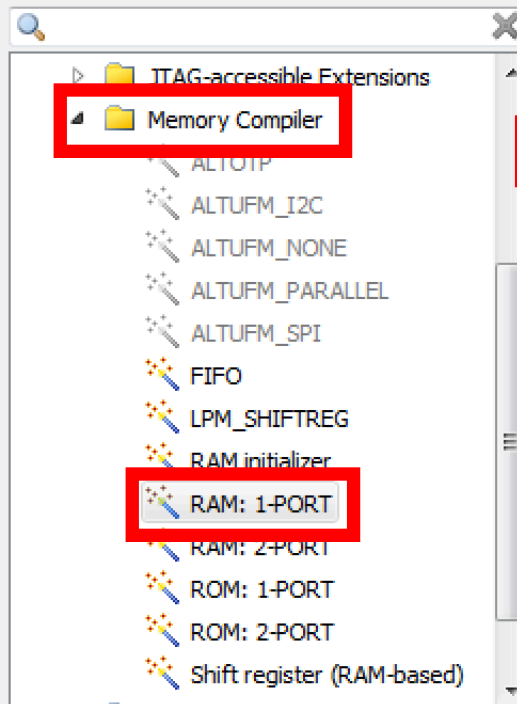 JTAG-accessible Extensions
Memory Compiler
ALTOTP
ALTUFM_I2C
ALTUFM_NONE
ALTUFM_PARALLEL
ALTUFM_SPI
FIFO
LPM_SHIFTREG
RAM initializer
RAM: 1-PORT
RAM: 2-PORT
ROM: 1-PORT
ROM: 2-PORT
Shift register (RAM-based)